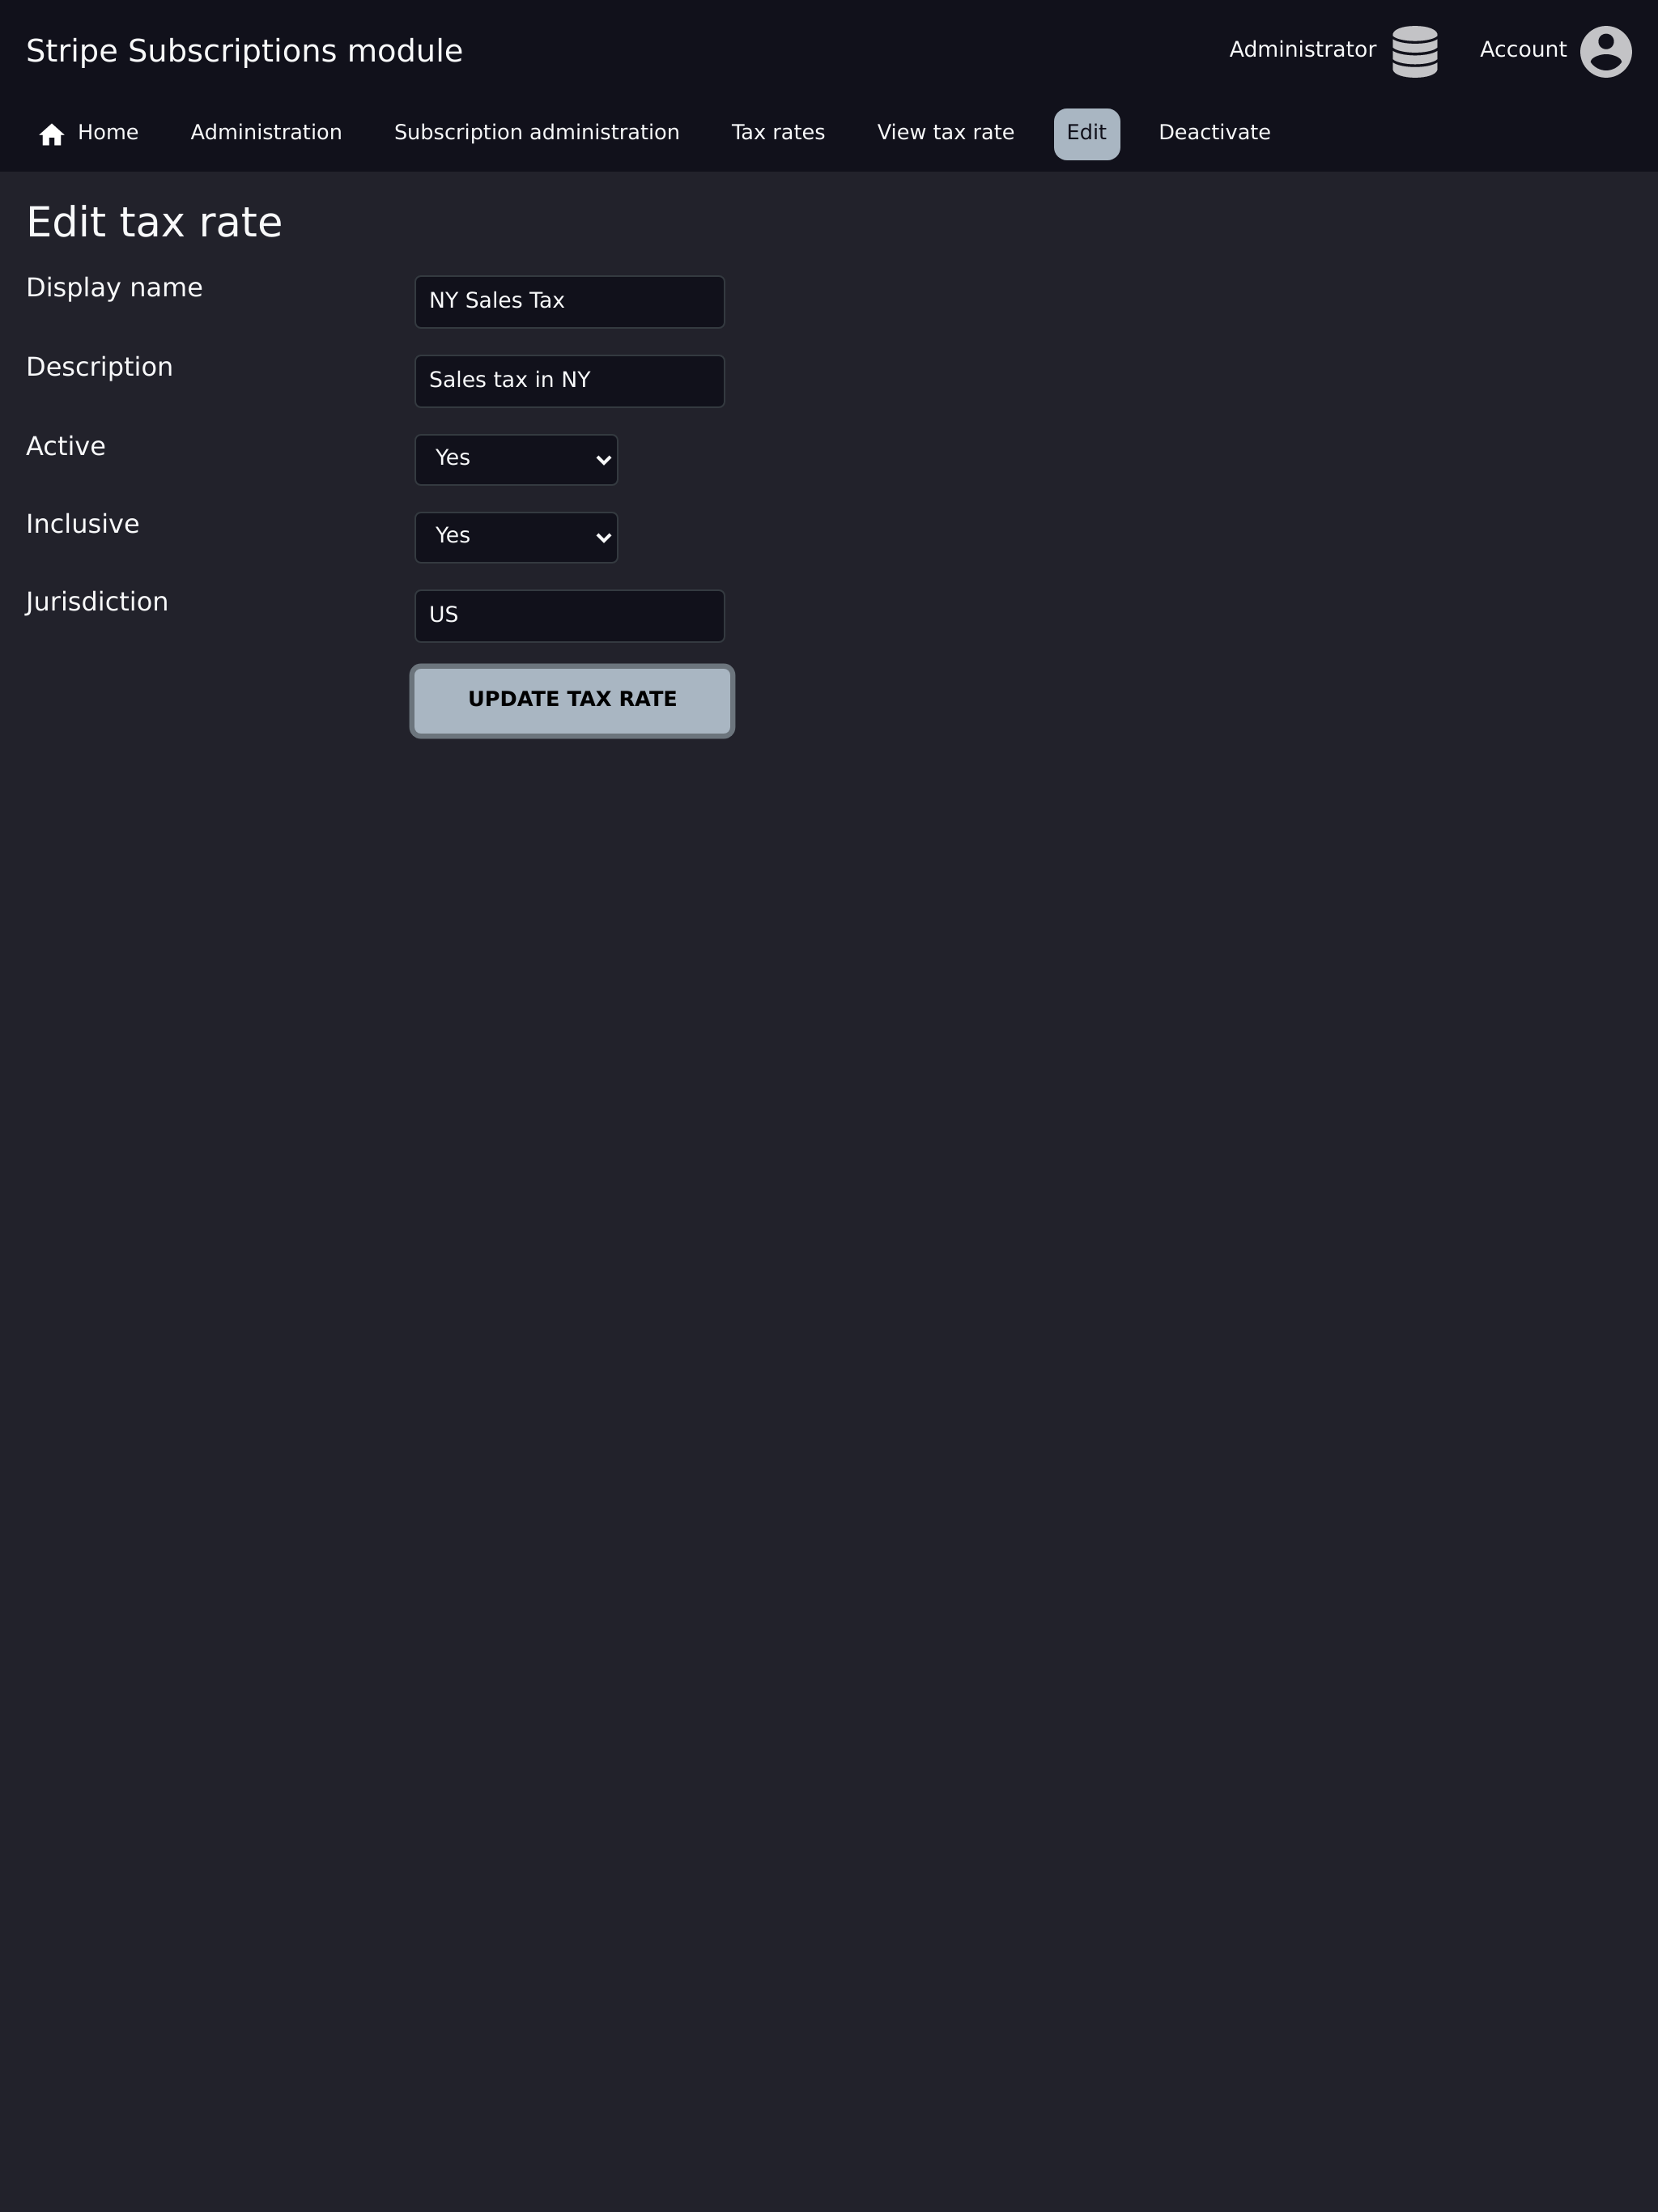 Stripe Subscriptions module
Administrator
Account
Home
Administration
Subscription administration
Tax rates
View tax rate
Edit
Deactivate
Edit tax rate
Display name
NY Sales Tax
Description
Sales tax in NY
Active
Yes
Inclusive
Yes
Jurisdiction
US
UPDATE TAX RATE